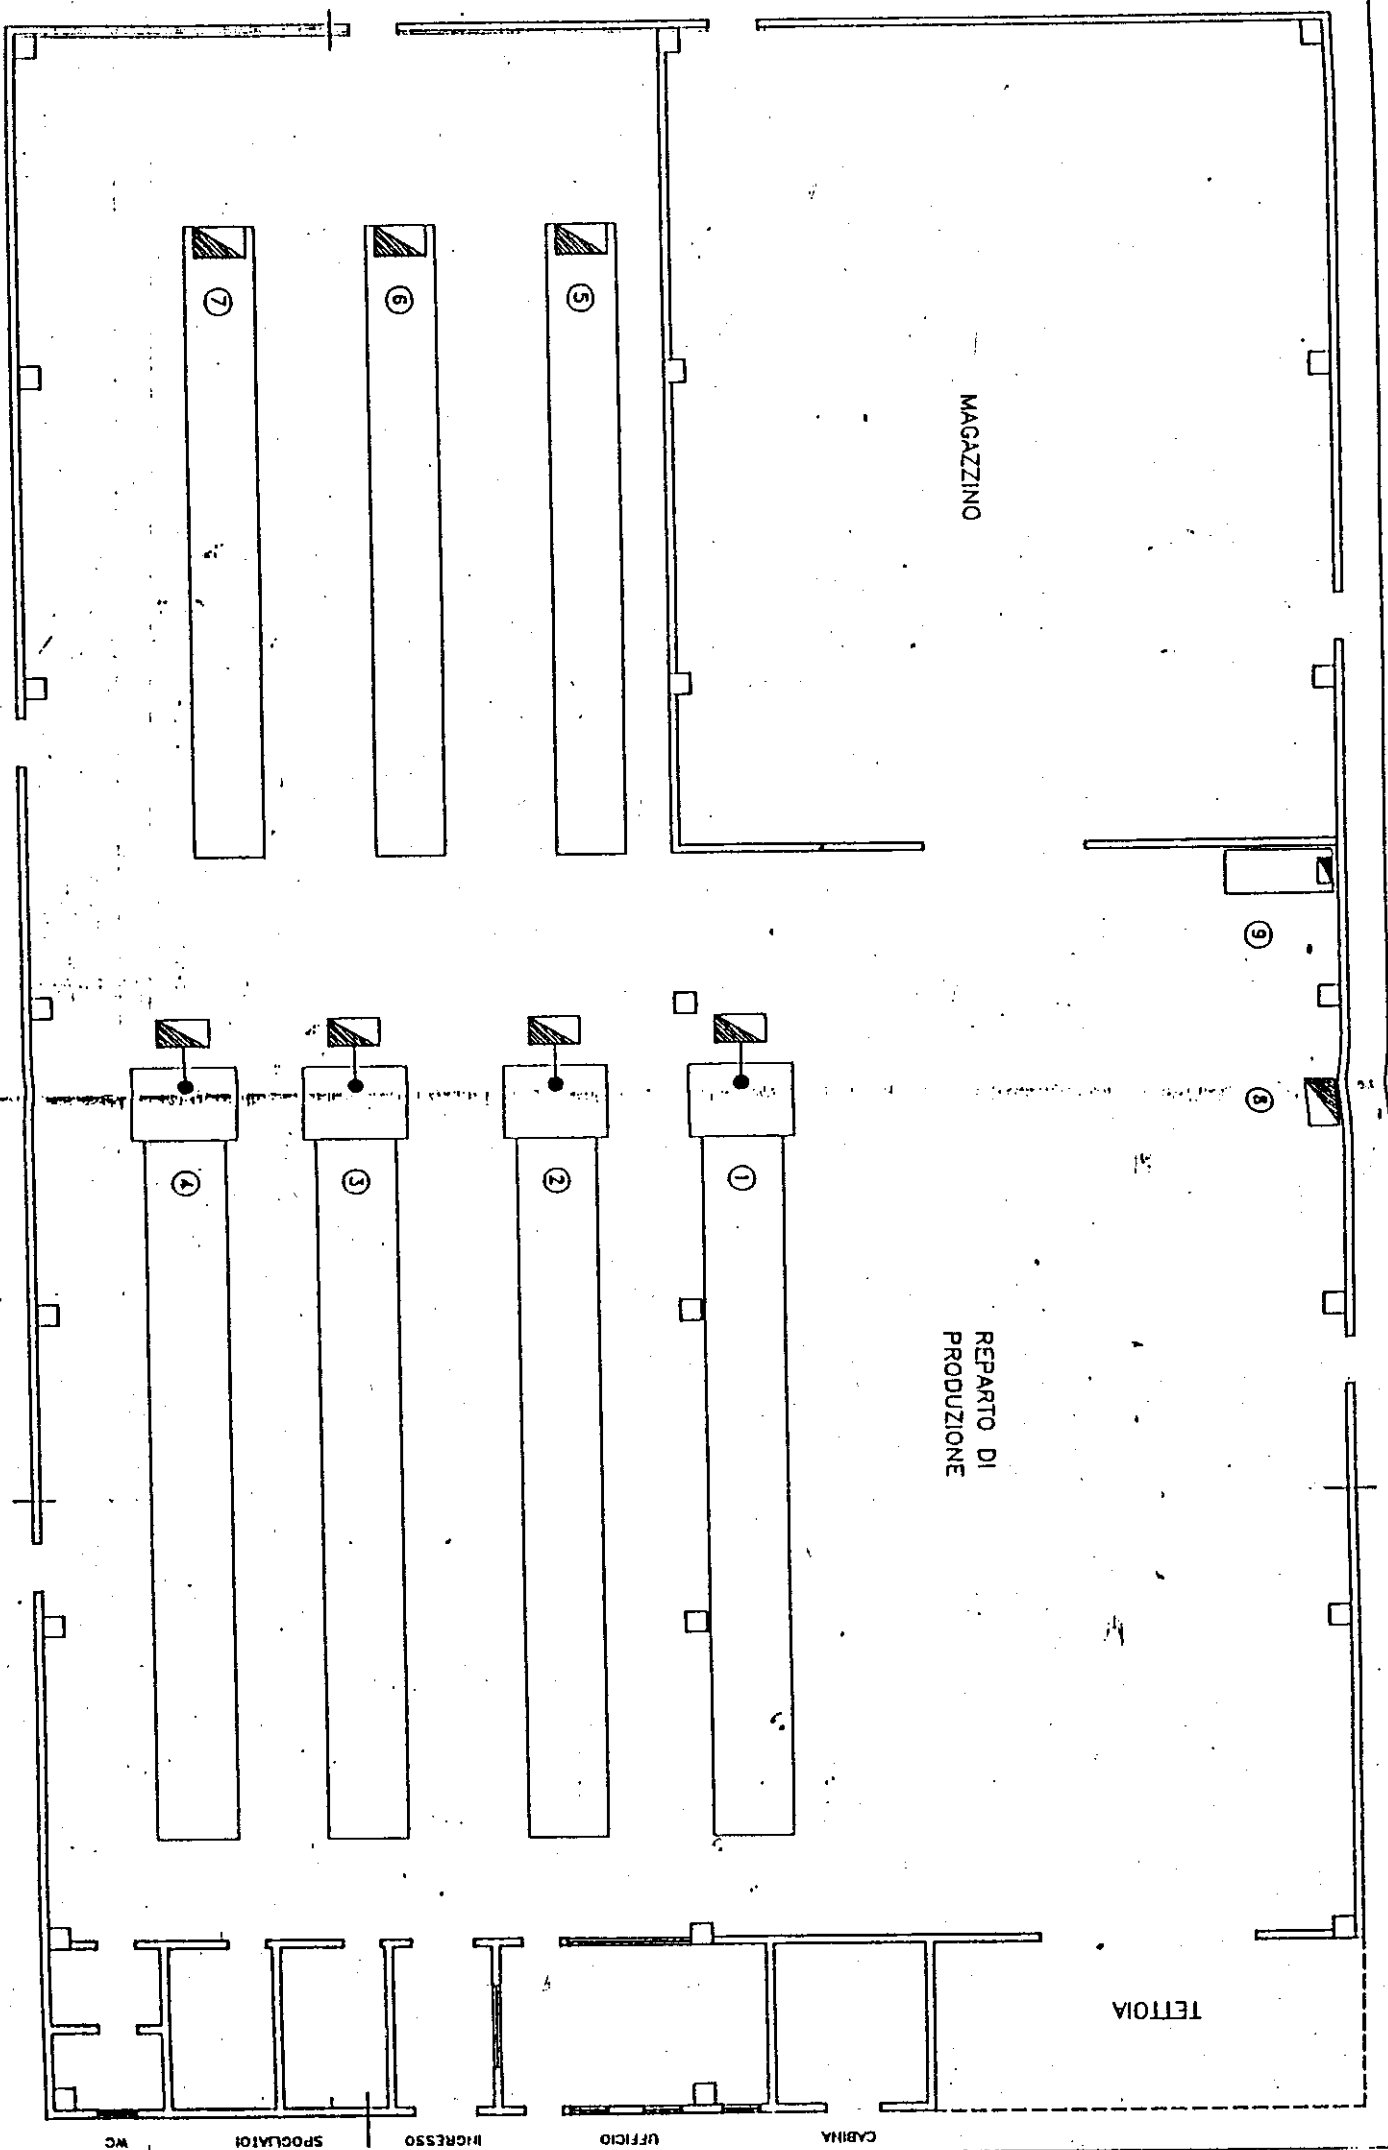 MAGAZZINO
REPARTO DI
PRODUZIONE
TETTOIA
7
6
5
9
8
4
3
2
1
WC
SPOGLIATOI
INGRESSO
UFFICIO
CABINA